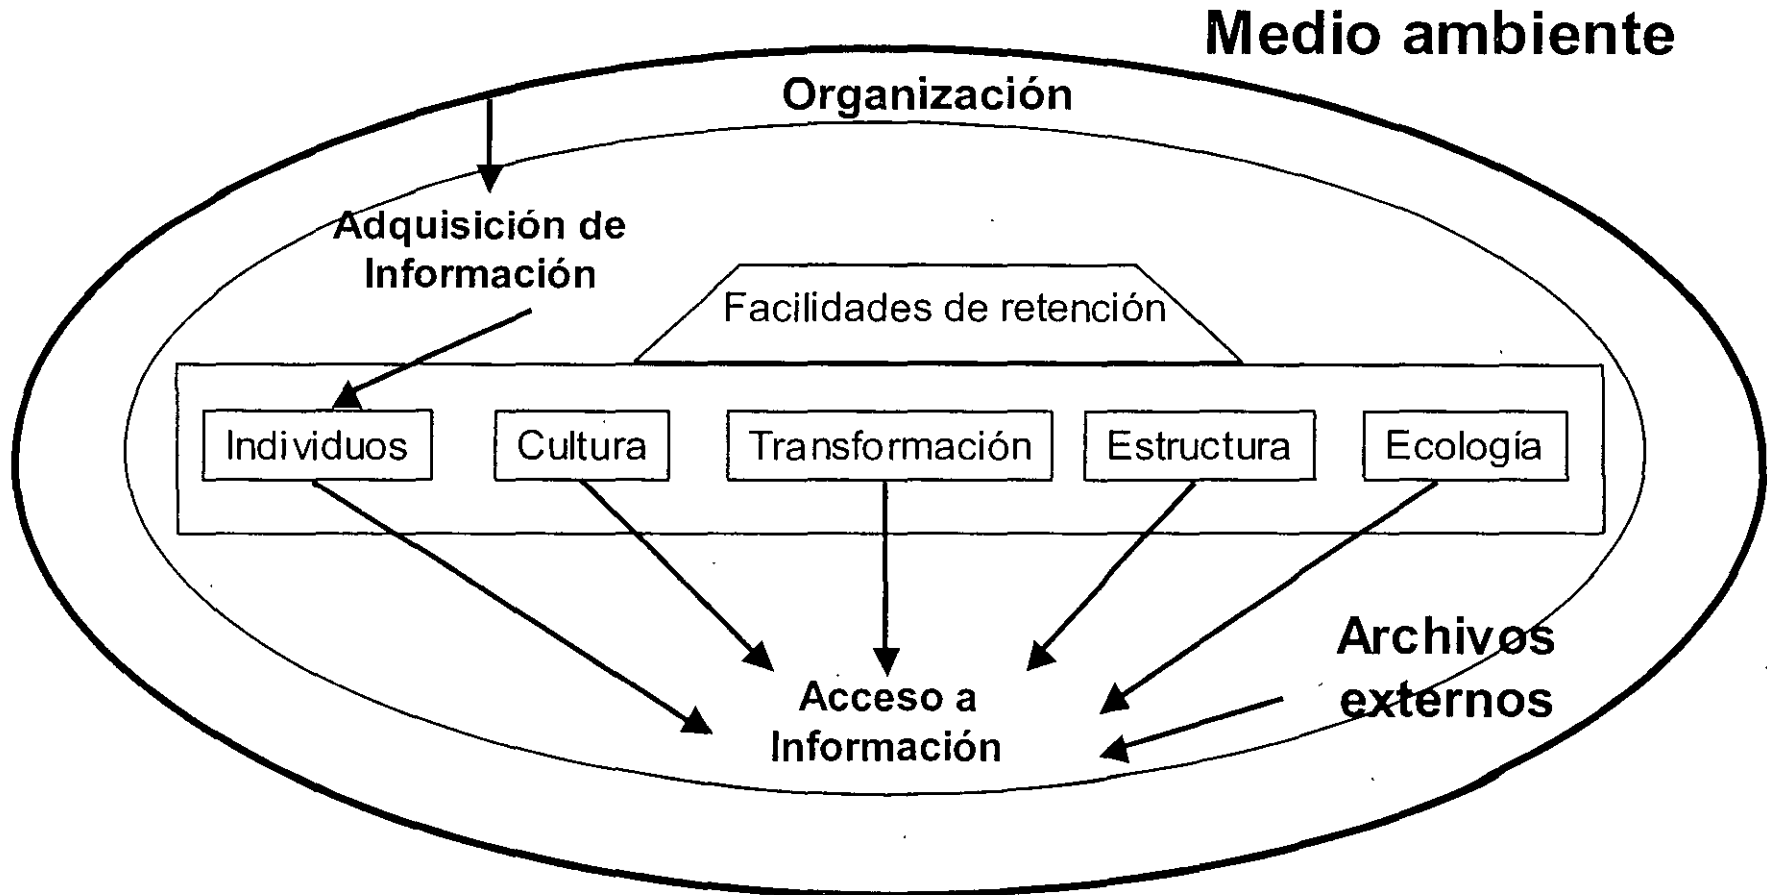 Medio ambiente
Organización
Adquisición de
Información
Facilidades de retención
Individuos
Cultura
Transformación
Estructura
Ecología
Archivos
externos
Acceso a
Información